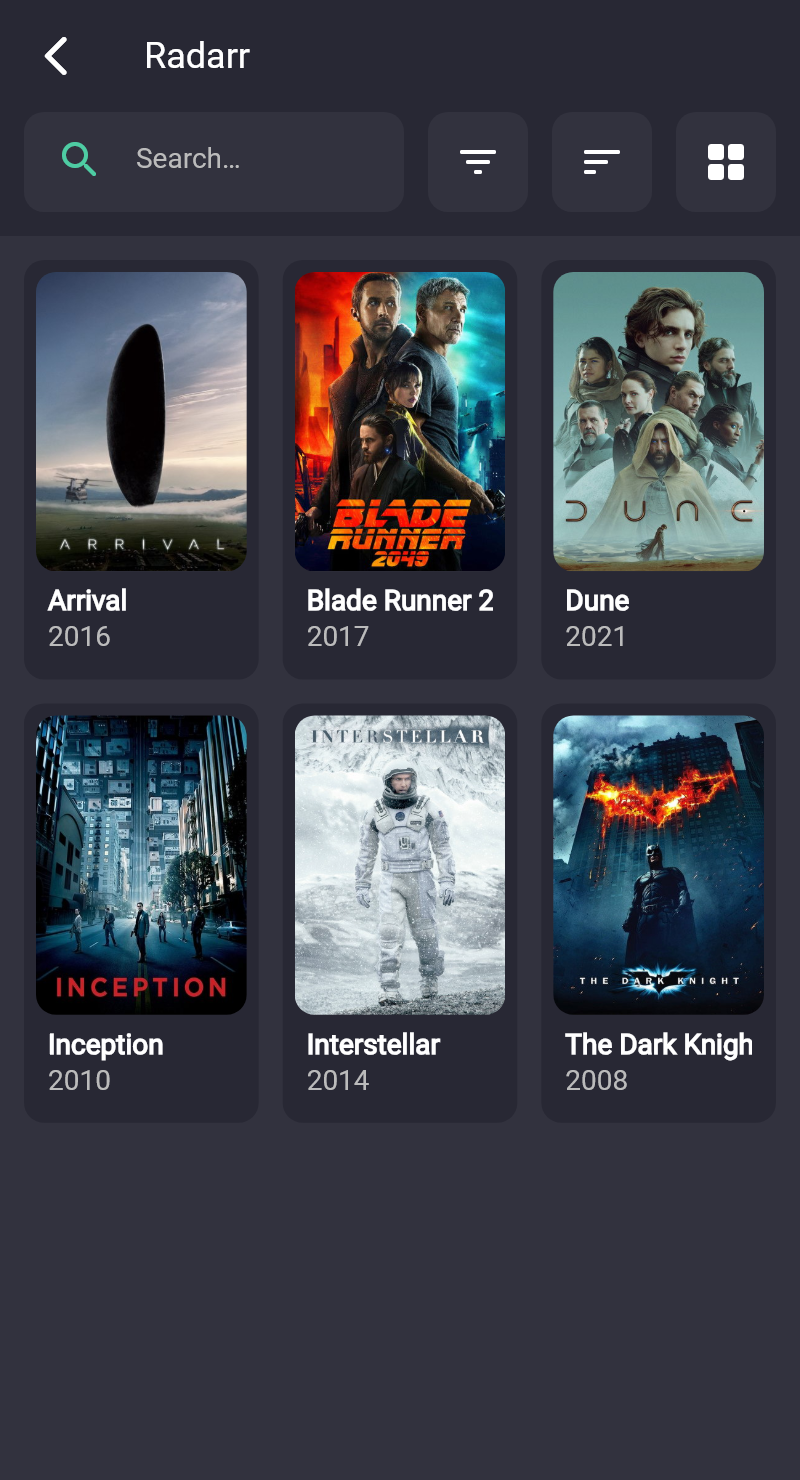 Radarr
Search…
ARRIVAL
BLADE
RUNNER
2049
DUNE
Arrival
Blade Runner 2
Dune
2016
2017
2021
INCEPTION
INTERSTELLAR
THE DARK KNIGHT
Inception
Interstellar
The Dark Knigh
2010
2014
2008